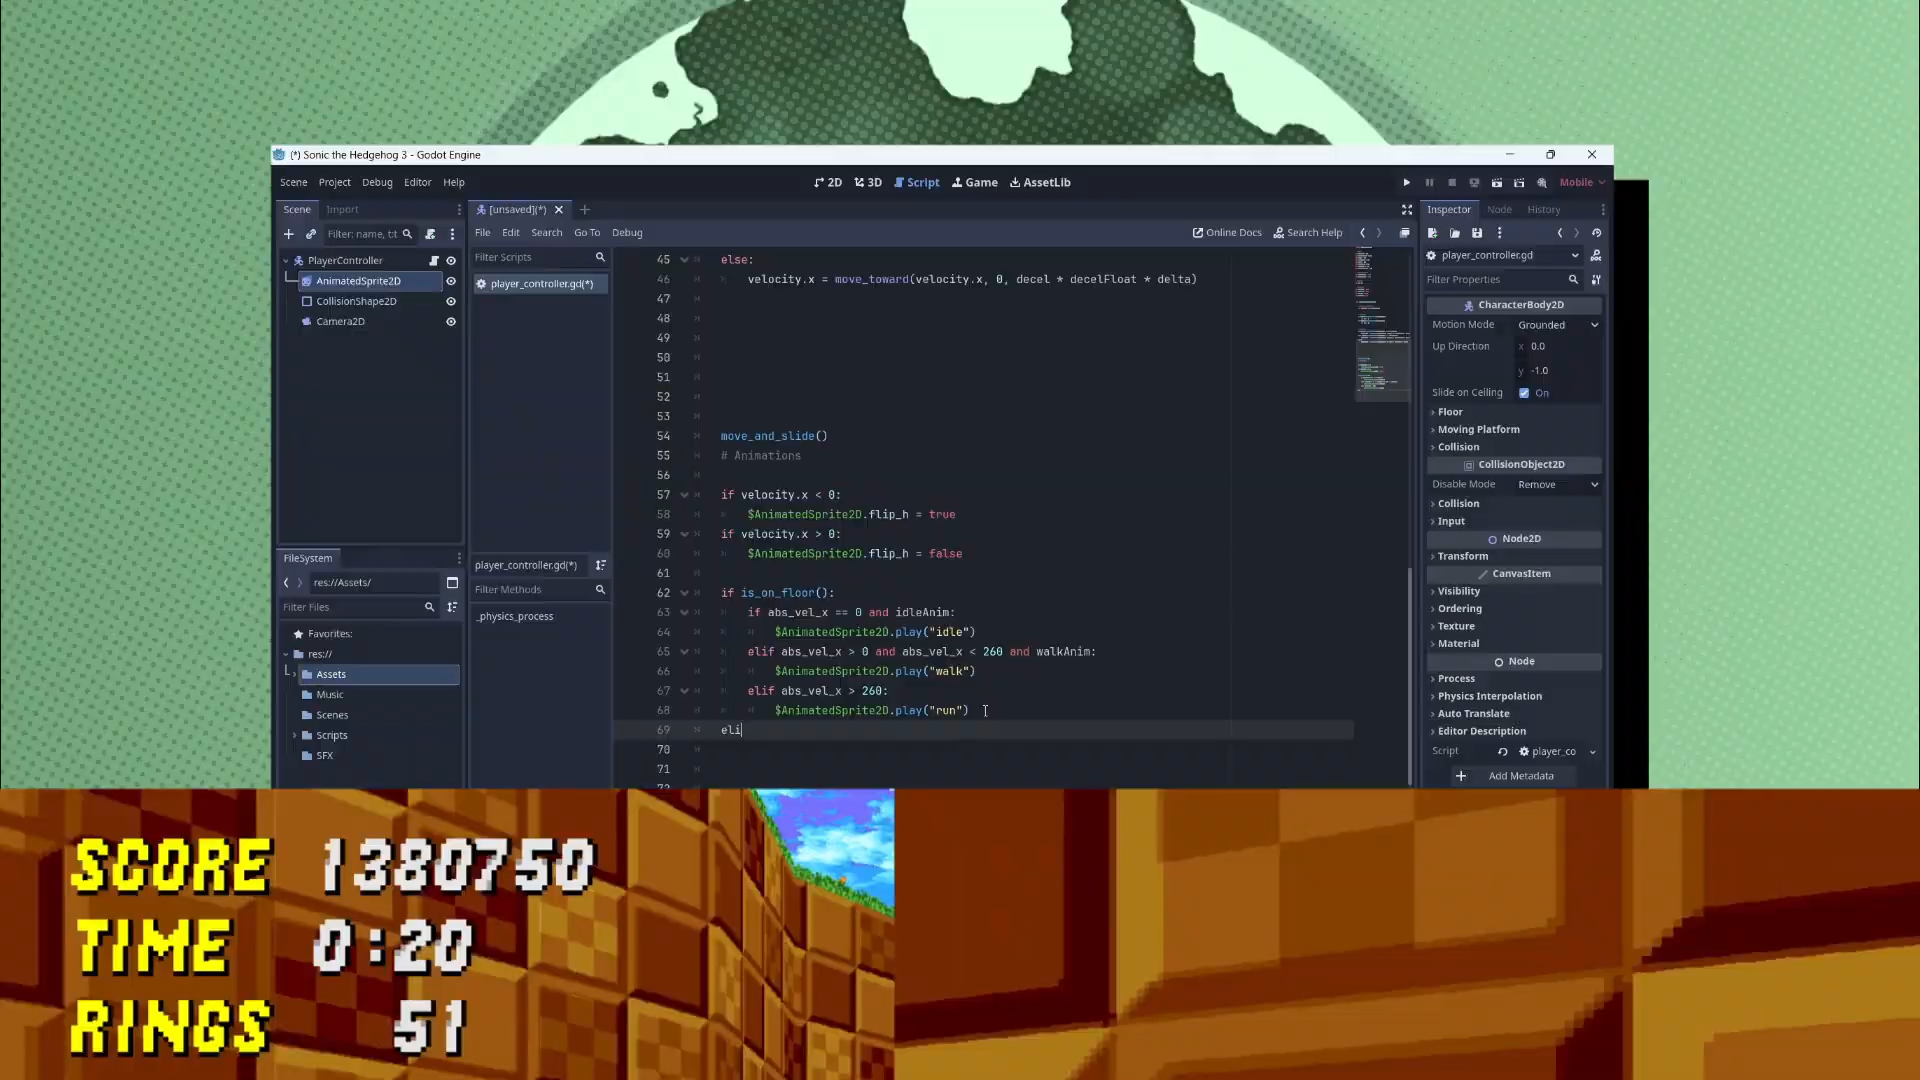 (*) Sonic the Hedgehog 3 - Godot Engine
Scene Project Debug Editor Help
2D 3D Script Game AssetLib
Mobile
Scene Import
[unsaved](*)
Inspector Node History
Filter: name, t:t
File Edit Search Go To Debug
Online Docs Search Help
PlayerController
AnimatedSprite2D
CollisionShape2D
Camera2D
Filter Scripts
player_controller.gd(*)
45 else:
46 velocity.x = move_toward(velocity.x, 0, decel * decelFloat * delta)
47
48
49
50
51
52
53
54 move_and_slide()
55 # Animations
56
57 if velocity.x < 0:
58 $AnimatedSprite2D.flip_h = true
59 if velocity.x > 0:
60 $AnimatedSprite2D.flip_h = false
61
62 if is_on_floor():
63 if abs_vel_x == 0 and idleAnim:
64 $AnimatedSprite2D.play("idle")
65 elif abs_vel_x > 0 and abs_vel_x < 260 and walkAnim:
66 $AnimatedSprite2D.play("walk")
67 elif abs_vel_x > 260:
68 $AnimatedSprite2D.play("run")
69 eli
70
71
FileSystem
res://Assets/
Filter Files
Favorites:
res://
Assets
Music
Scenes
Scripts
SFX
player_controller.gd(*)
Filter Methods
_physics_process
player_controller.gd
Filter Properties
CharacterBody2D
Motion Mode Grounded
Up Direction x 0.0
y -1.0
Slide on Ceiling On
Floor
Moving Platform
Collision
CollisionObject2D
Disable Mode Remove
Collision
Input
Node2D
Transform
CanvasItem
Visibility
Ordering
Texture
Material
Node
Process
Physics Interpolation
Auto Translate
Editor Description
Script player_co
Add Metadata
SCORE 1380750
TIME 0:20
RINGS 51